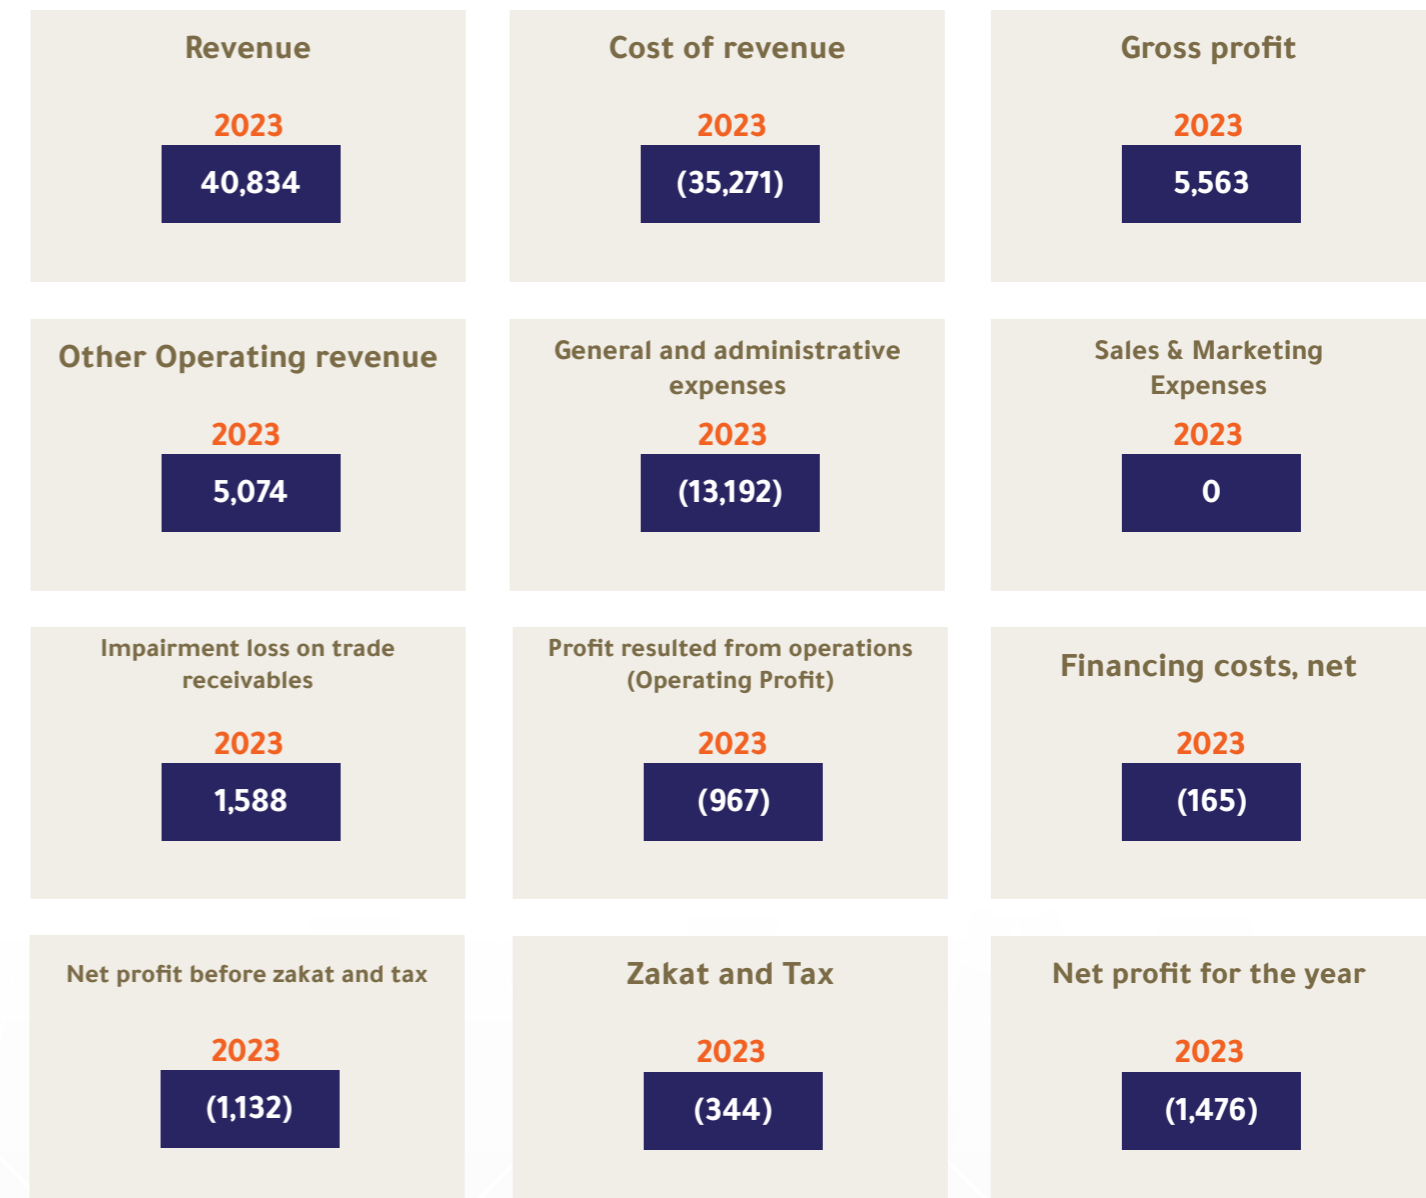 Revenue
2023
40,834
Cost of revenue
2023
(35,271)
Gross profit
2023
5,563
Other Operating revenue
2023
5,074
General and administrative
expenses
2023
(13,192)
Sales & Marketing
Expenses
2023
0
Impairment loss on trade
receivables
2023
1,588
Profit resulted from operations
(Operating Profit)
2023
(967)
Financing costs, net
2023
(165)
Net profit before zakat and tax
2023
(1,132)
Zakat and Tax
2023
(344)
Net profit for the year
2023
(1,476)